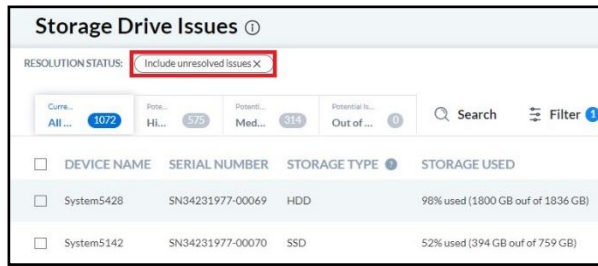 Storage Drive Issues
RESOLUTION STATUS: Include unresolved issues X
Curre... Pote... Potenti... Potential Is...
All ... 1072 Hi... 575 Med... 314 Out of ... 0 Search Filter 1
DEVICE NAME SERIAL NUMBER STORAGE TYPE STORAGE USED
System5428 SN34231977-00069 HDD 98% used (1800 GB out of 1836 GB)
System5142 SN34231977-00070 SSD 52% used (394 GB out of 759 GB)